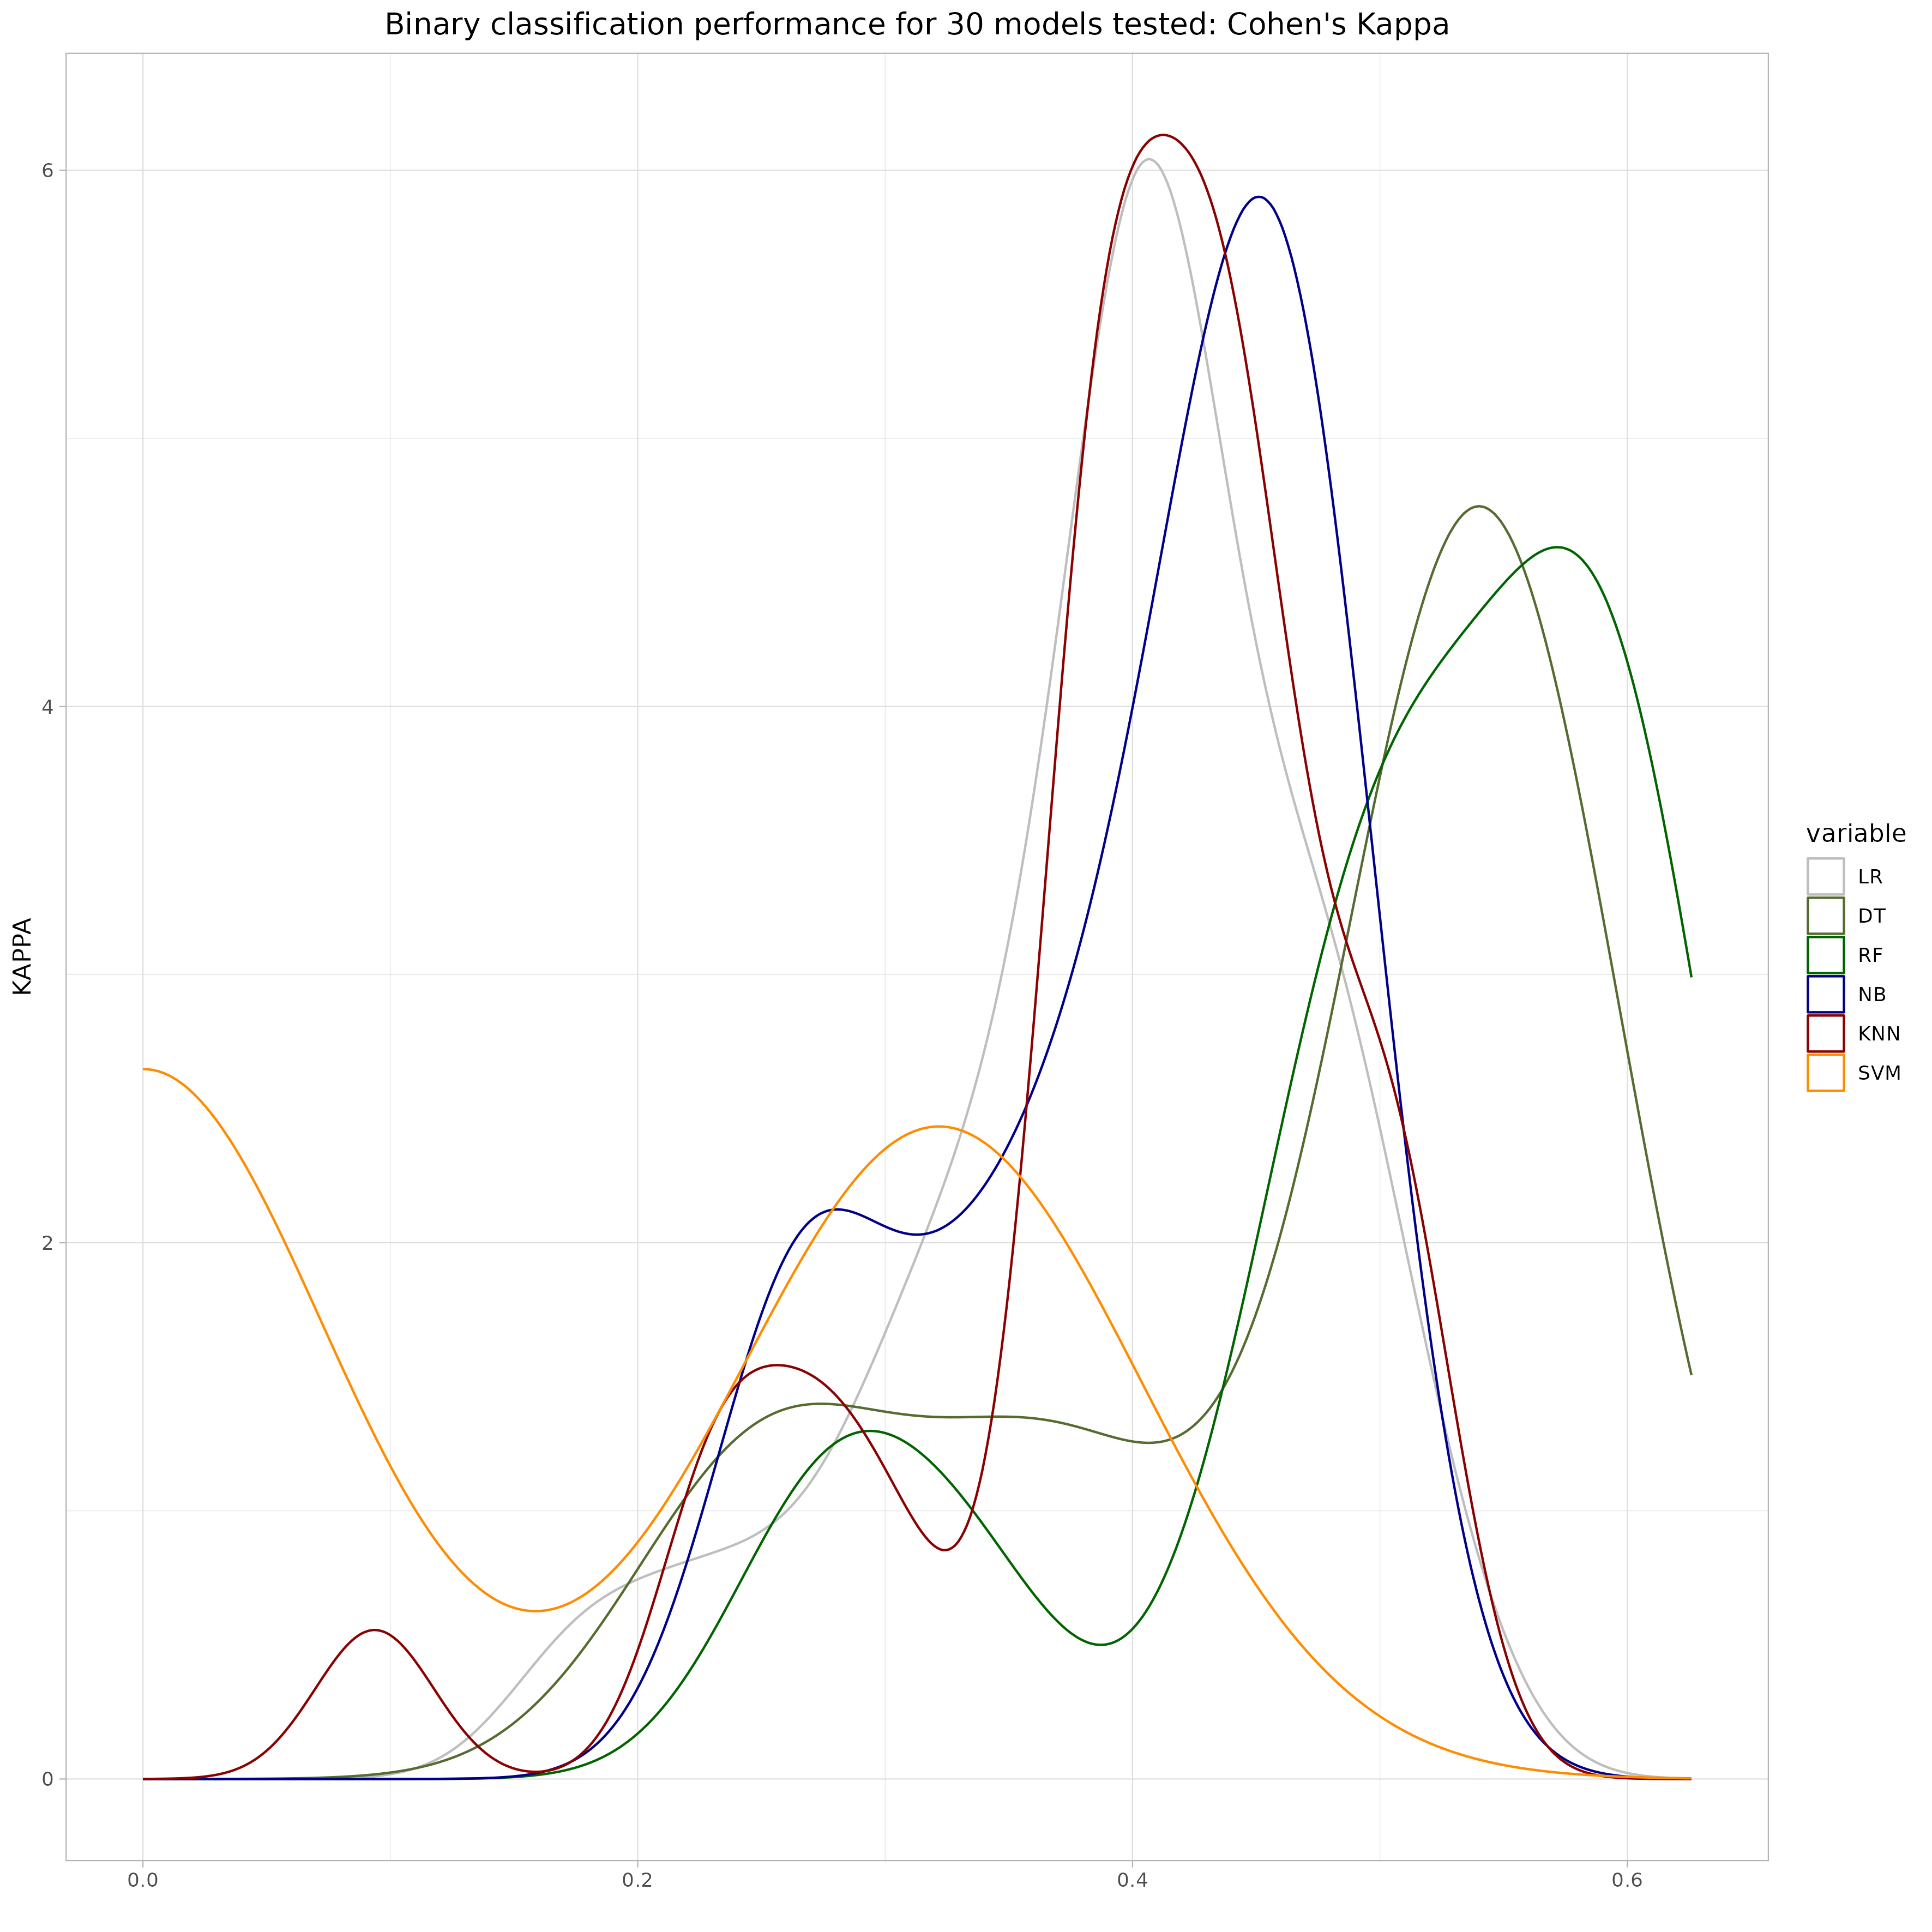 Binary classification performance for 30 models tested: Cohen's Kappa
6
4
2
0
KAPPA
0.0
0.2
0.4
0.6
variable
LR
DT
RF
NB
KNN
SVM